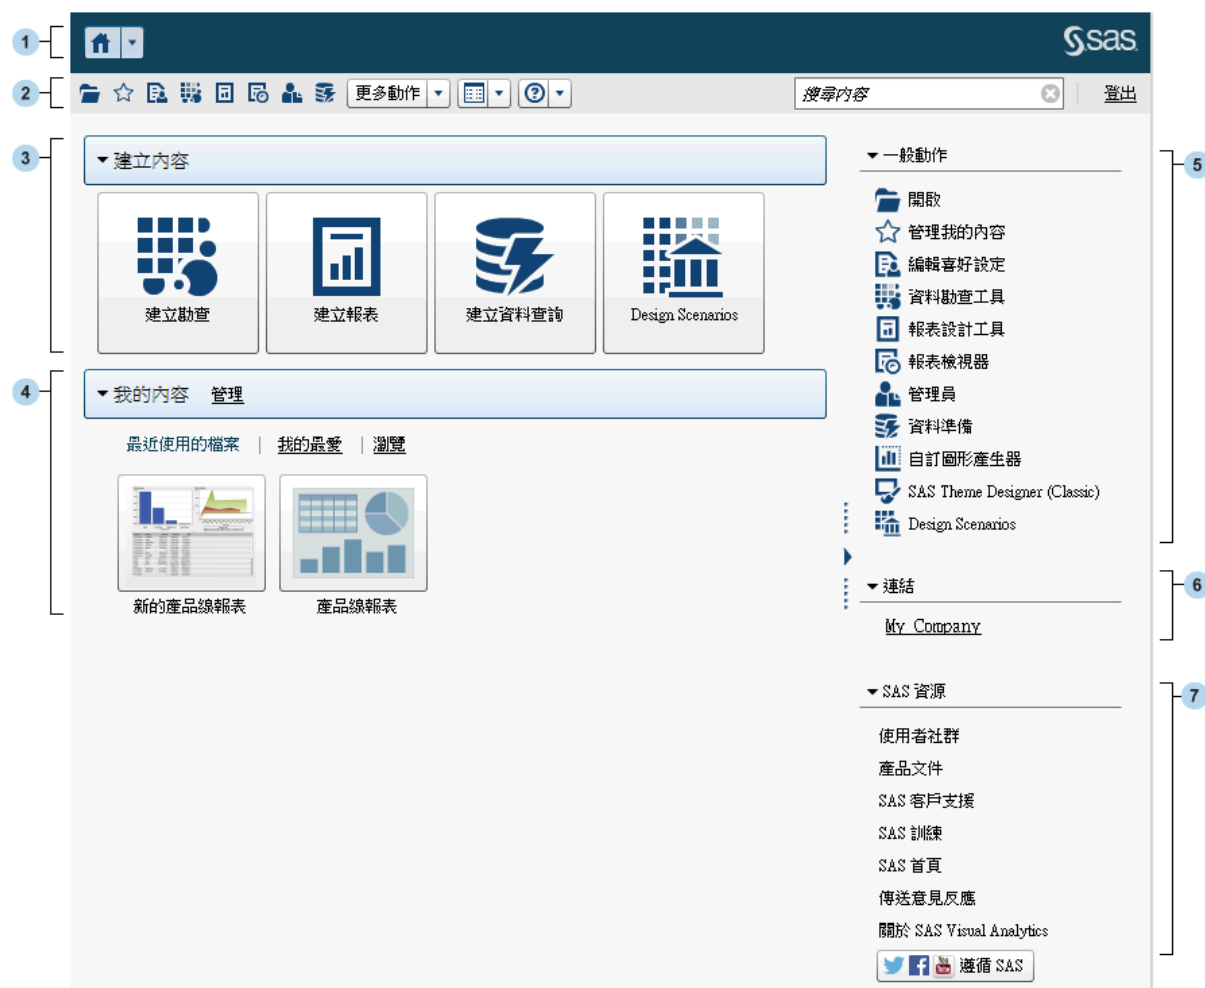 1
sas
2
更多動作
搜尋內容
登出
3
建立內容
建立勘查
建立報表
建立資料查詢
Design Scenarios
4
我的內容 管理
最近使用的檔案 | 我的最愛 | 瀏覽
新的產品線報表
產品線報表
5
一般動作
開啟
管理我的內容
編輯喜好設定
資料勘查工具
報表設計工具
報表檢視器
管理員
資料準備
自訂圖形產生器
SAS Theme Designer (Classic)
Design Scenarios
6
連結
My Company
7
SAS 資源
使用者社群
產品文件
SAS 客戶支援
SAS 訓練
SAS 首頁
傳送意見反應
關於 SAS Visual Analytics
遵循 SAS